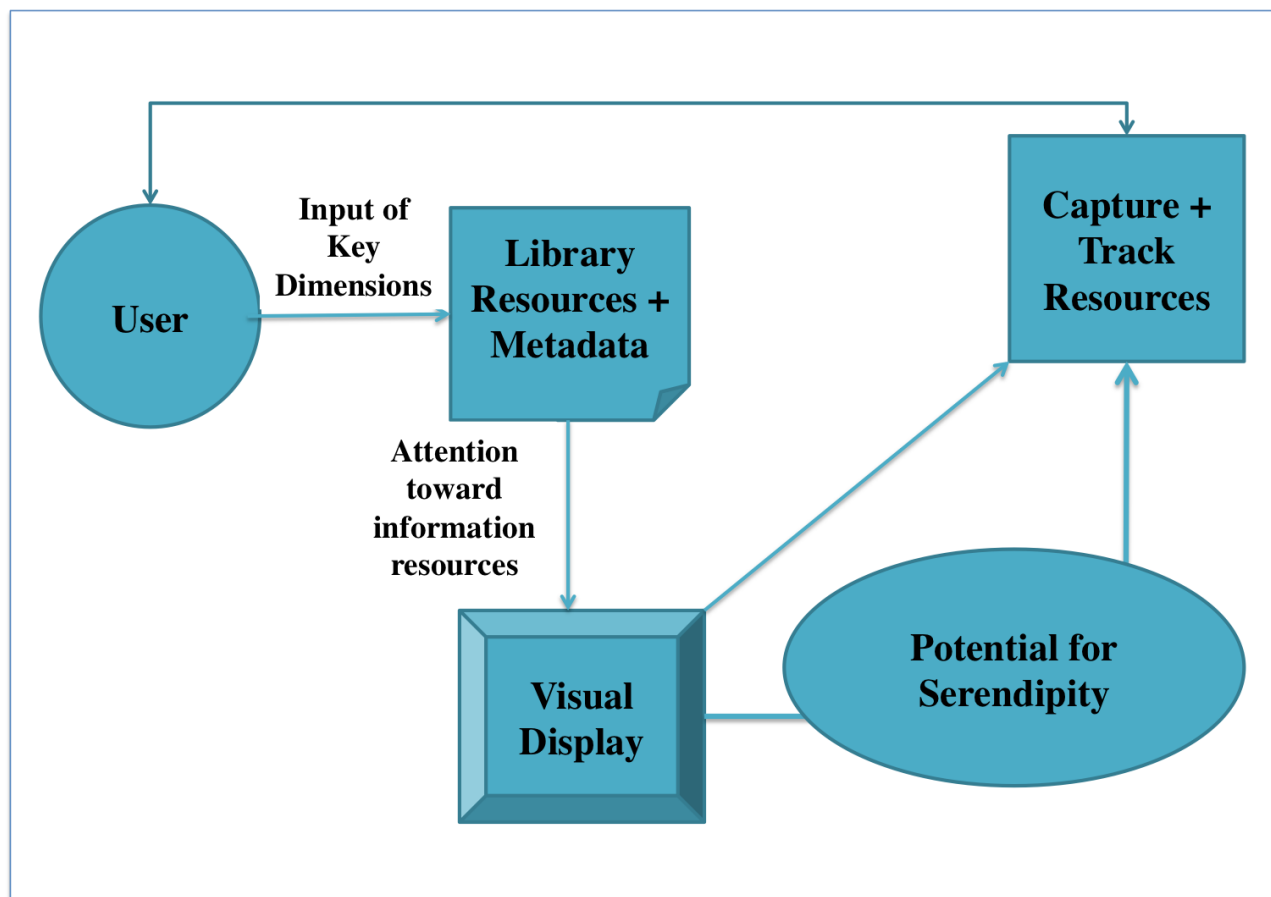 User
Input of
Key
Dimensions
Library
Resources +
Metadata
Capture +
Track
Resources
Attention
toward
information
resources
Visual
Display
Potential for
Serendipity